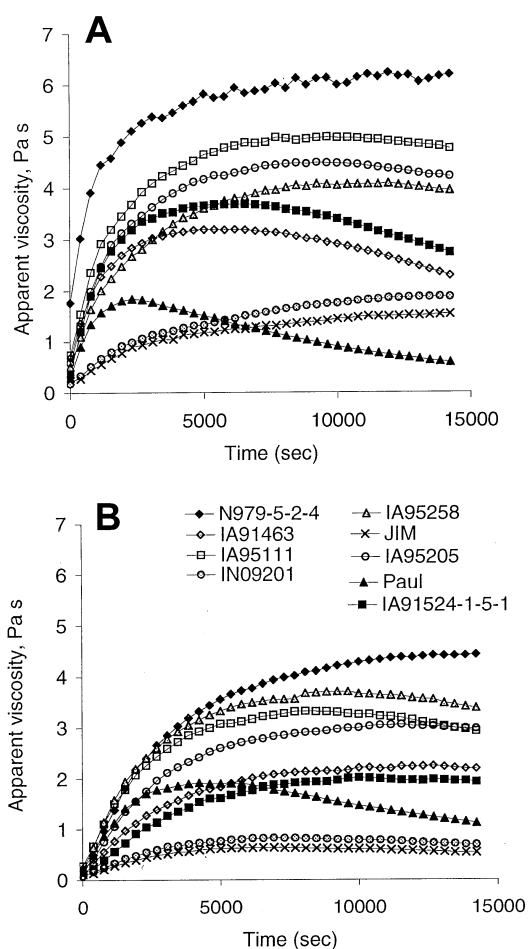 A
7
6
5
4
3
2
1
0
Apparent viscosity, Pa s
0 5000 10000 15000
Time (sec)
B
N979-5-2-4
IA91463
IA95111
IN09201
IA95258
JIM
IA95205
Paul
IA91524-1-5-1
7
6
5
4
3
2
1
0
Apparent viscosity, Pa s
0 5000 10000 15000
Time (sec)